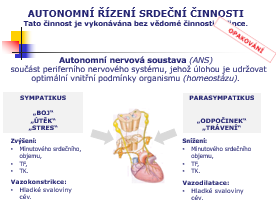 AUTONOMNÍ ŘÍZENÍ SRDEČNÍ ČINNOSTI
Tato činnost je vykonávána bez vědomé činnosti
OPAKOVÁNÍ
Autonomní nervová soustava (ANS)
součást periferního nervového systému, jehož úlohou je udržovat
optimální vnitřní podmínky organismu (homeostázu).
SYMPATIKUS
„BOJ“
„ÚTĚK“
„STRES“
Zvýšení:
• Minutového srdečního
objemu,
• TF,
• TK.
Vazokonstrikce:
• Hladké svaloviny
cév.
PARASYMPATIKUS
„ODPOČINEK“
„TRÁVENÍ“
Snížení:
• Minutového srdečního
objemu,
• TF,
• TK.
Vazodilatace:
• Hladké svaloviny
cév.